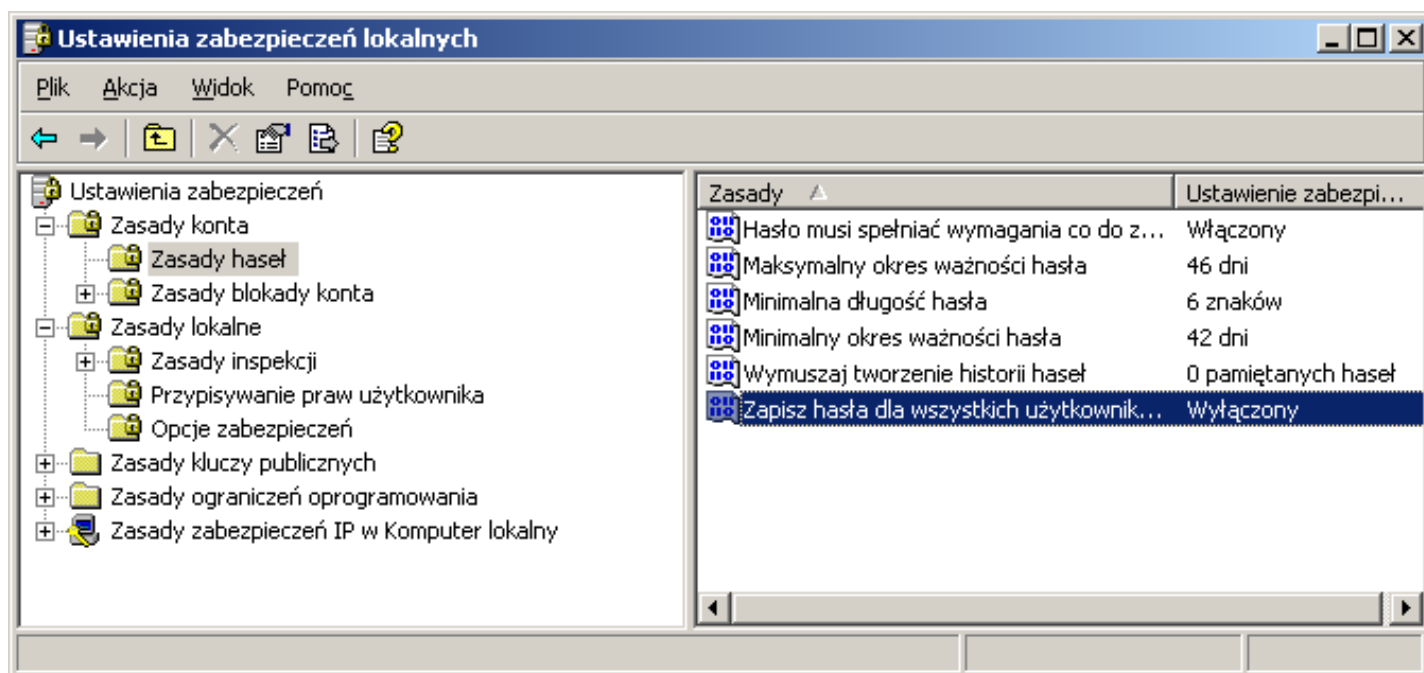 Ustawienia zabezpieczeń lokalnych
Plik Akcja Widok Pomoc
Ustawienia zabezpieczeń
Zasady konta
Zasady haseł
Zasady blokady konta
Zasady lokalne
Zasady inspekcji
Przypisywanie praw użytkownika
Opcje zabezpieczeń
Zasady kluczy publicznych
Zasady ograniczeń oprogramowania
Zasady zabezpieczeń IP w Komputer lokalny
Zasady Ustawienie zabezpi...
Hasło musi spełniać wymagania co do z... Włączony
Maksymalny okres ważności hasła 46 dni
Minimalna długość hasła 6 znaków
Minimalny okres ważności hasła 42 dni
Wymuszaj tworzenie historii haseł 0 pamiętanych haseł
Zapisz hasła dla wszystkich użytkownik... Wyłączony